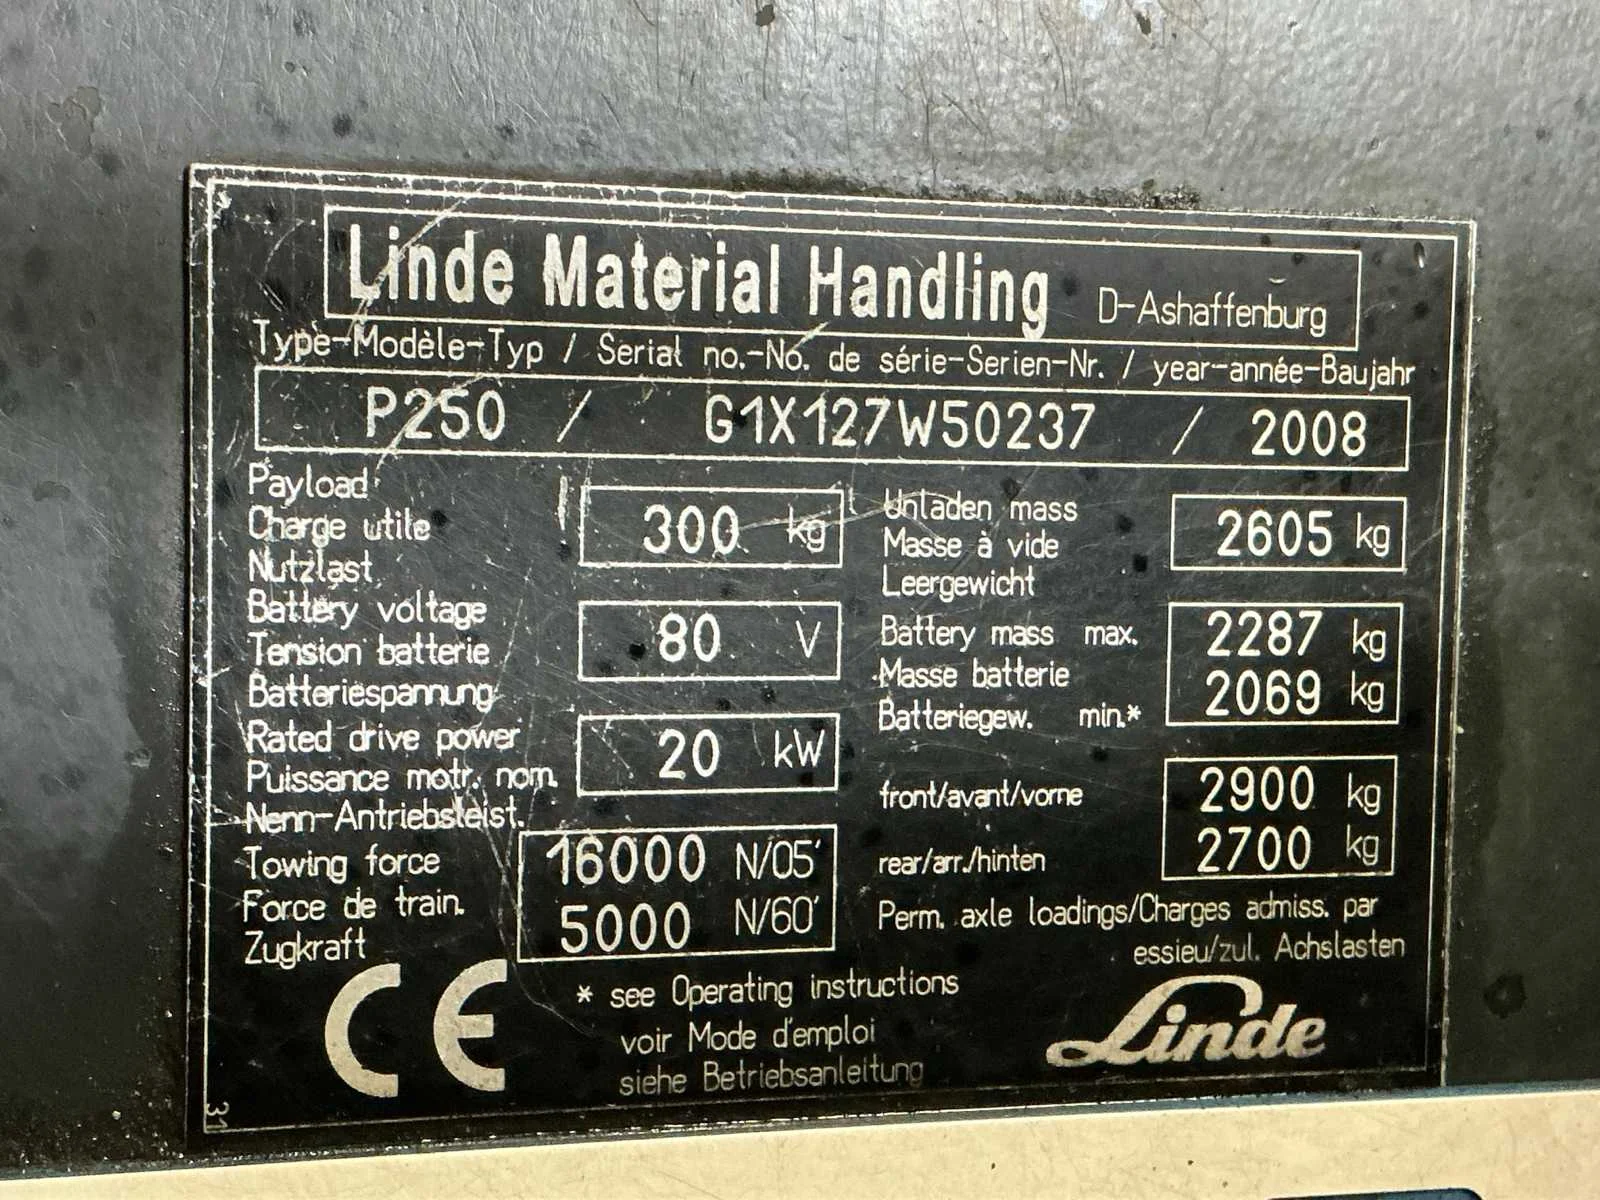 Linde Material Handling D-Ashaffenburg
Type-Modèle-Typ / Serial no.-No. de série-Serien-Nr. / year-année-Baujahr
P250 / G1X127W50237 / 2008
Payload
Charge utile
Nutzlast
300 kg
Battery voltage
Tension batterie
Batteriespannung
80 V
Rated drive power
Puissance motr. nom.
Nenn-Antriebsleist.
20 kW
Towing force
Force de train.
Zugkraft
16000 N/05'
5000 N/60'
Unladen mass
Masse à vide
Leergewicht
2605 kg
Battery mass max.
Masse batterie
Batteriegew. min.*
2287 kg
2069 kg
front/avant/vorne 2900 kg
rear/arr./hinten 2700 kg
Perm. axle loadings/Charges admiss. par
essieu/zul. Achslasten
CE
* see Operating instructions
voir Mode d'emploi
siehe Betriebsanleitung
Linde
31